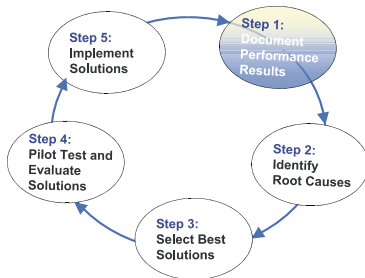 Step 1:
Document
Performance
Results
Step 2:
Identify
Root Causes
Step 3:
Select Best
Solutions
Step 4:
Pilot Test and
Evaluate
Solutions
Step 5:
Implement
Solutions